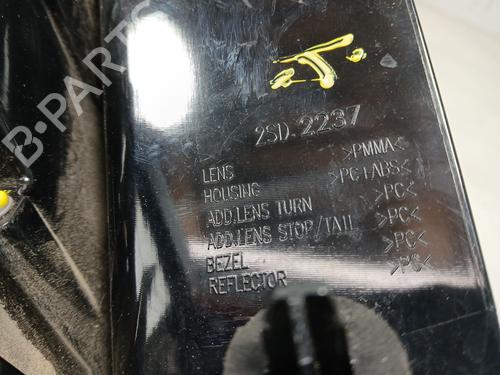 B-PARTS
2SD.2237
LENS >PMMA<
HOUSING >PC+ABS<
ADD.LENS TURN >PC<
ADD.LENS STOP/TAIL >PC<
BEZEL >PC<
REFLECTOR